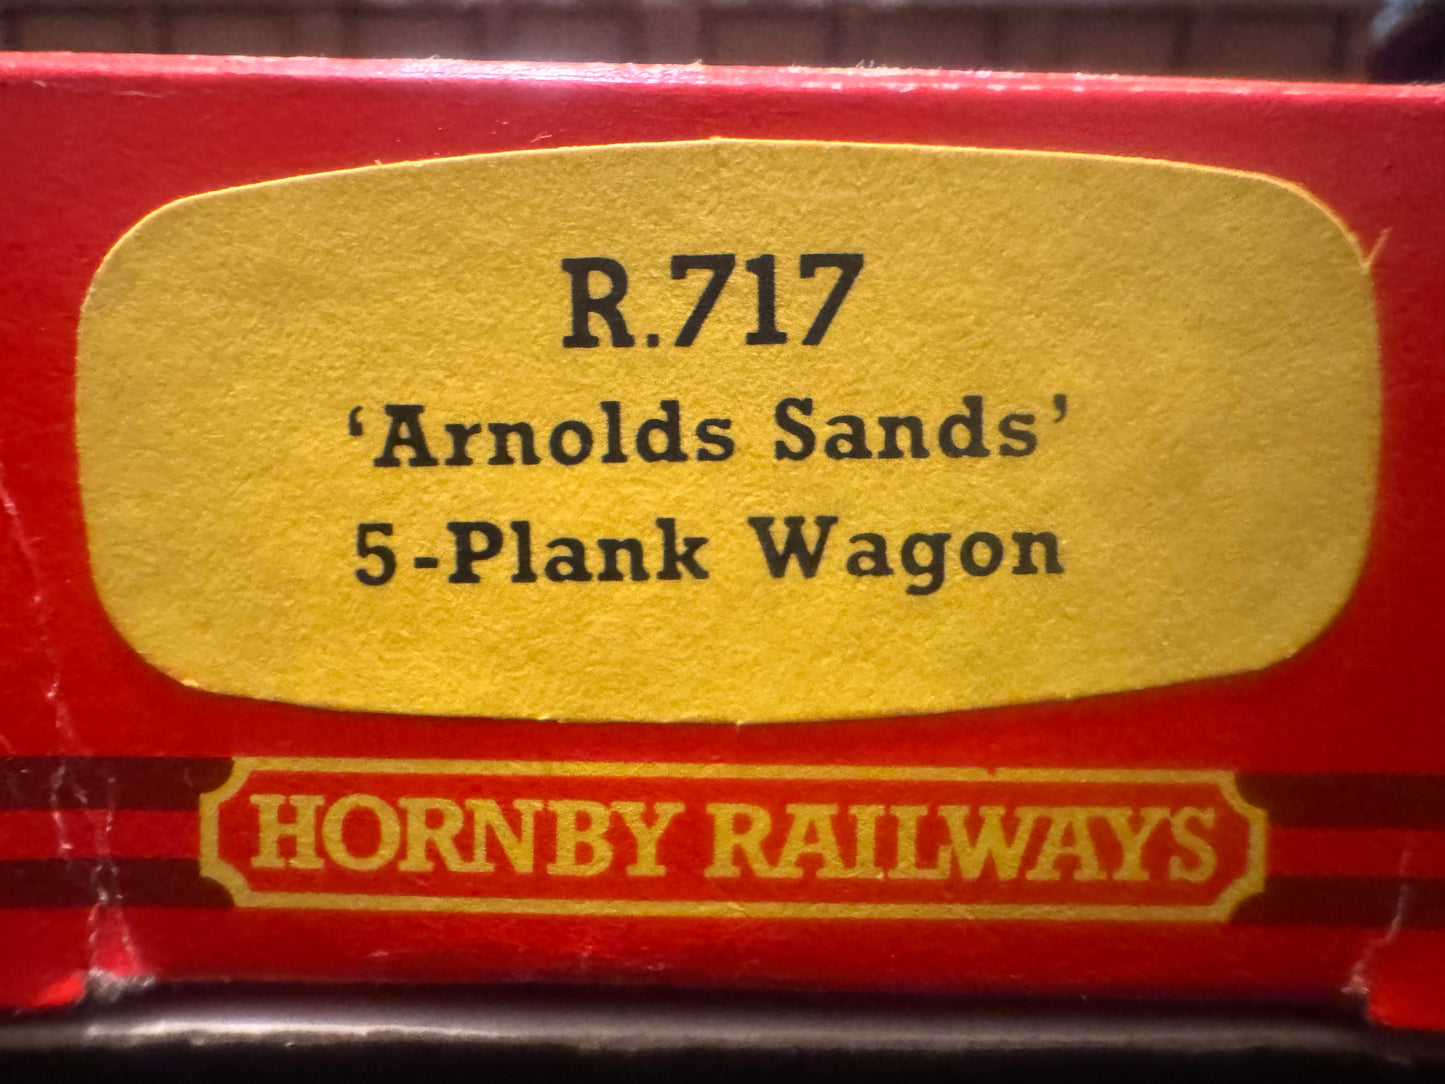 R.717
‘Arnolds Sands’
5-Plank Wagon
HORNBY RAILWAYS